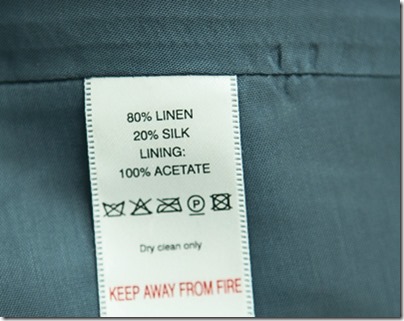 80% LINEN
20% SILK
LINING:
100% ACETATE
P
Dry clean only
KEEP AWAY FROM FIRE